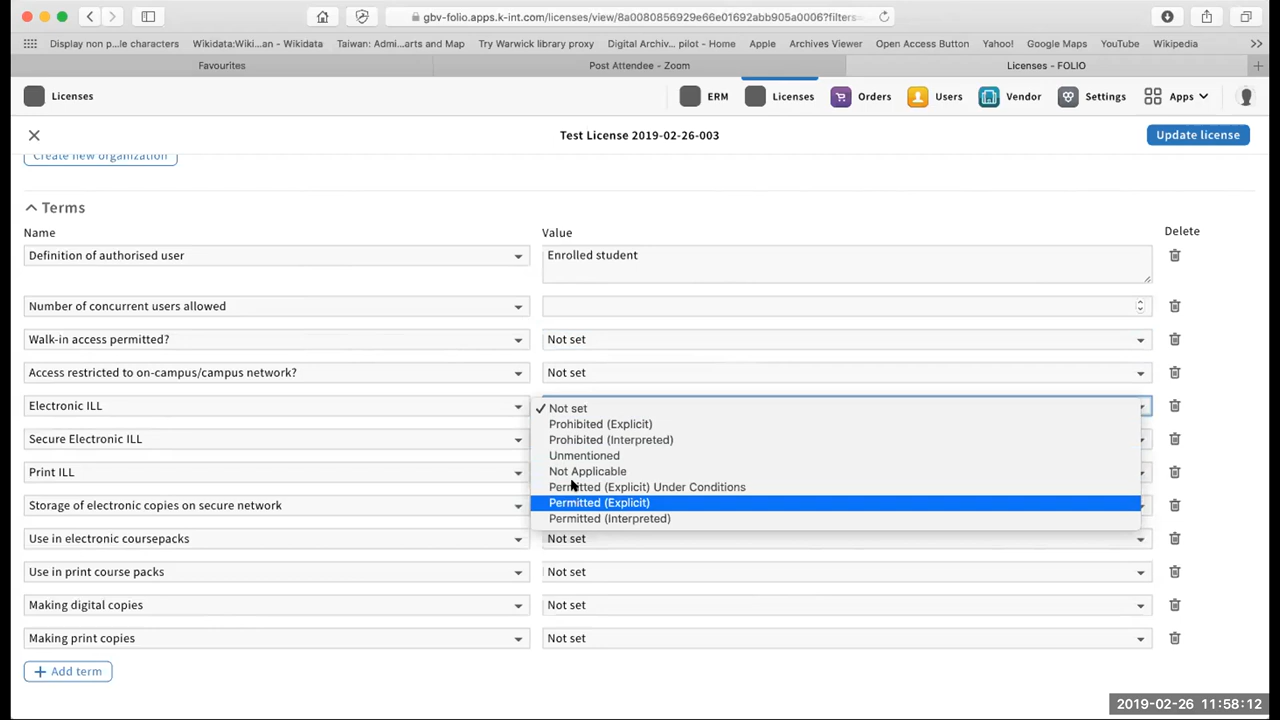 gbv-folio.apps.k-int.com/licenses/view/8a0080856929e66e01692abb905a0006?filters=
Display non p...le characters Wikidata:Wiki...an - Wikidata Taiwan: Admi...arts and Map Try Warwick library proxy Digital Archiv... pilot - Home Apple Archives Viewer Open Access Button Yahoo! Google Maps YouTube Wikipedia
Favourites Post Attendee - Zoom Licenses - FOLIO
Licenses ERM Licenses Orders Users Vendor Settings Apps
Test License 2019-02-26-003 Update license
Create new organization
Terms
Name Value Delete
Definition of authorised user Enrolled student
Number of concurrent users allowed
Walk-in access permitted? Not set
Access restricted to on-campus/campus network? Not set
Electronic ILL Not set
Prohibited (Explicit)
Secure Electronic ILL Prohibited (Interpreted)
Unmentioned
Print ILL Not Applicable
Permitted (Explicit) Under Conditions
Storage of electronic copies on secure network Permitted (Explicit)
Permitted (Interpreted)
Use in electronic coursepacks Not set
Use in print course packs Not set
Making digital copies Not set
Making print copies Not set
Add term
2019-02-26 11:58:12